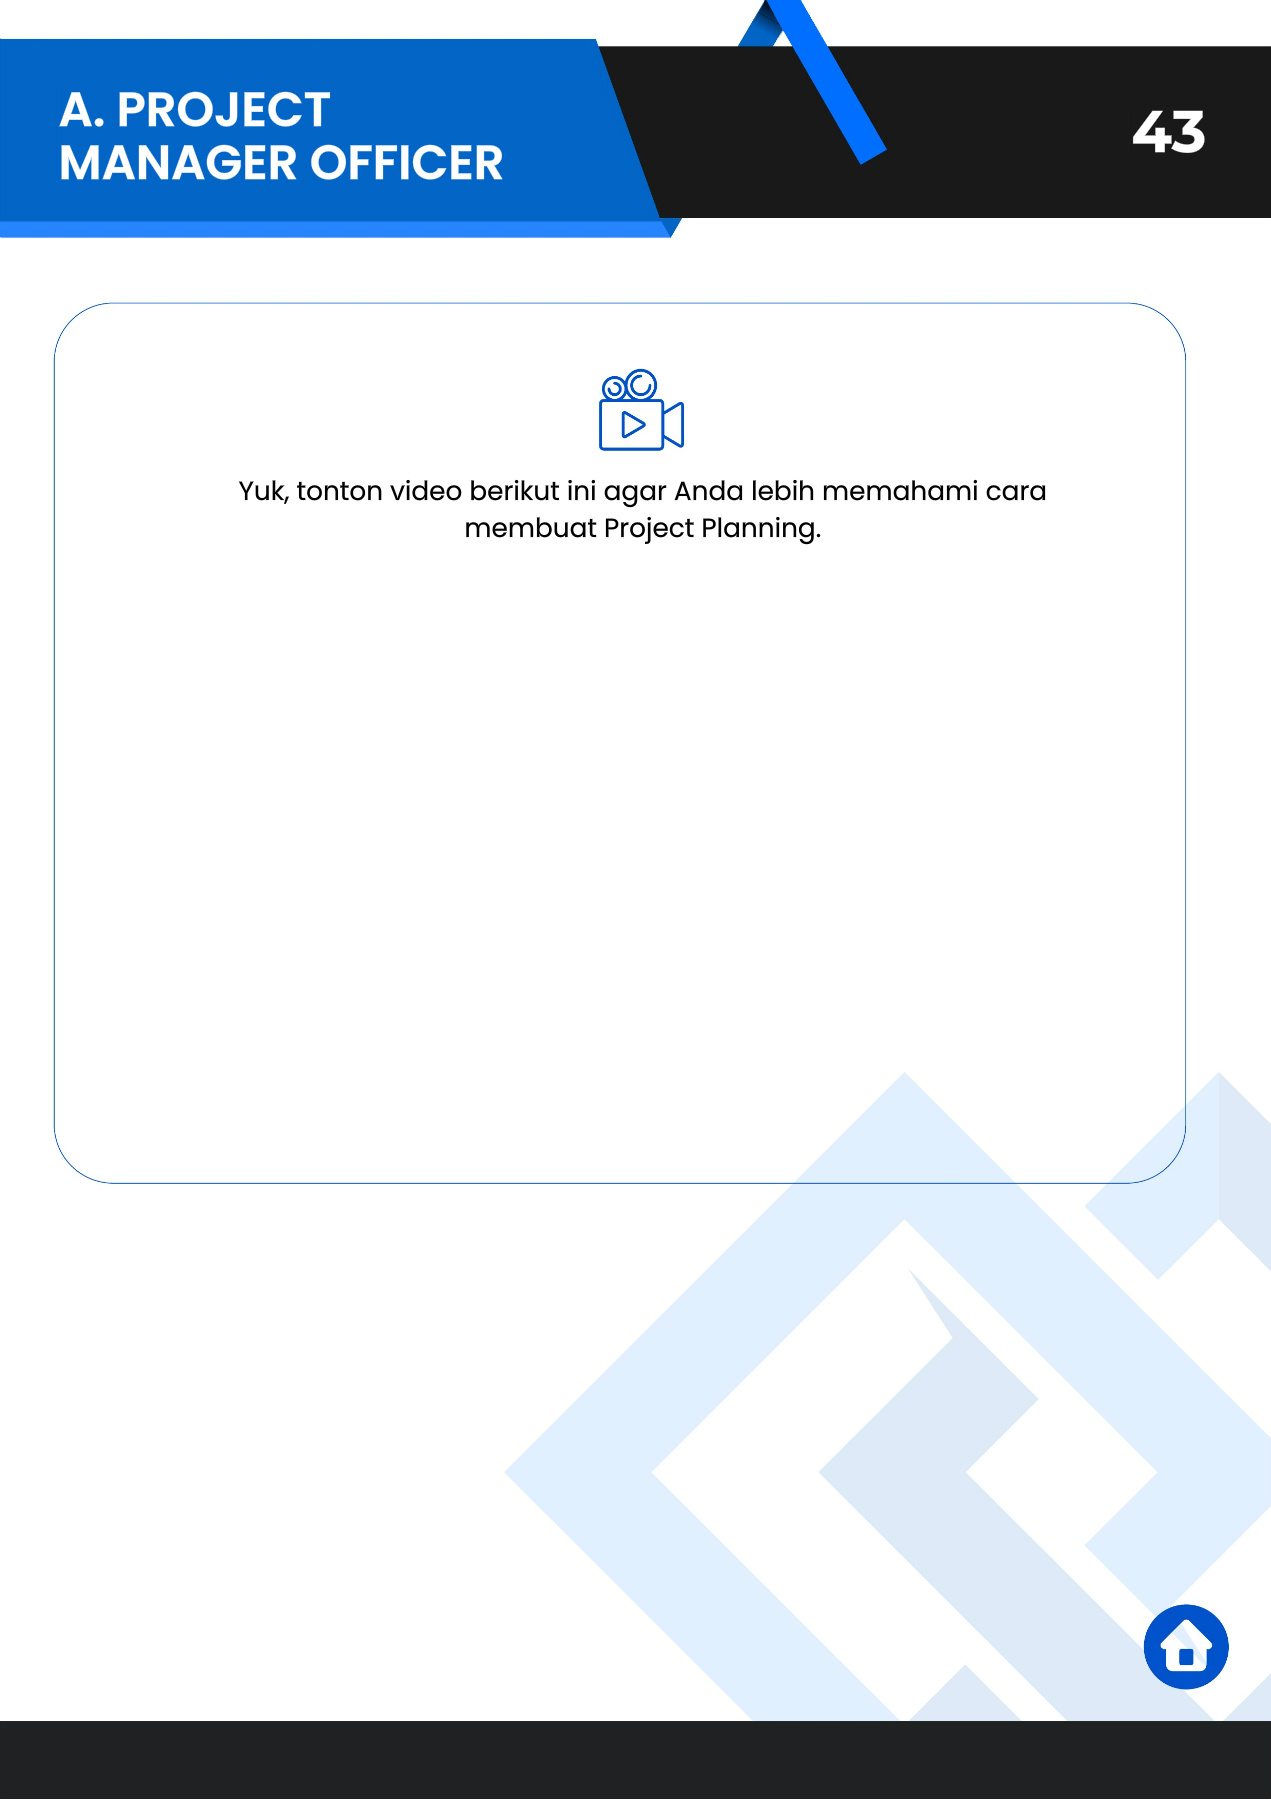 A. PROJECT
MANAGER OFFICER
43
Yuk, tonton video berikut ini agar Anda lebih memahami cara
membuat Project Planning.